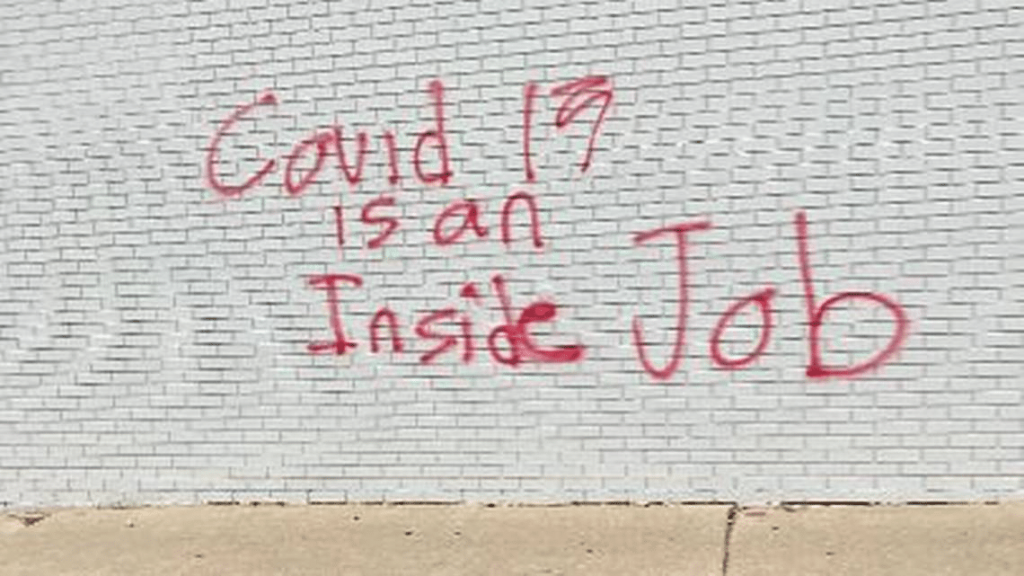 Covid 19
is an
Inside Job